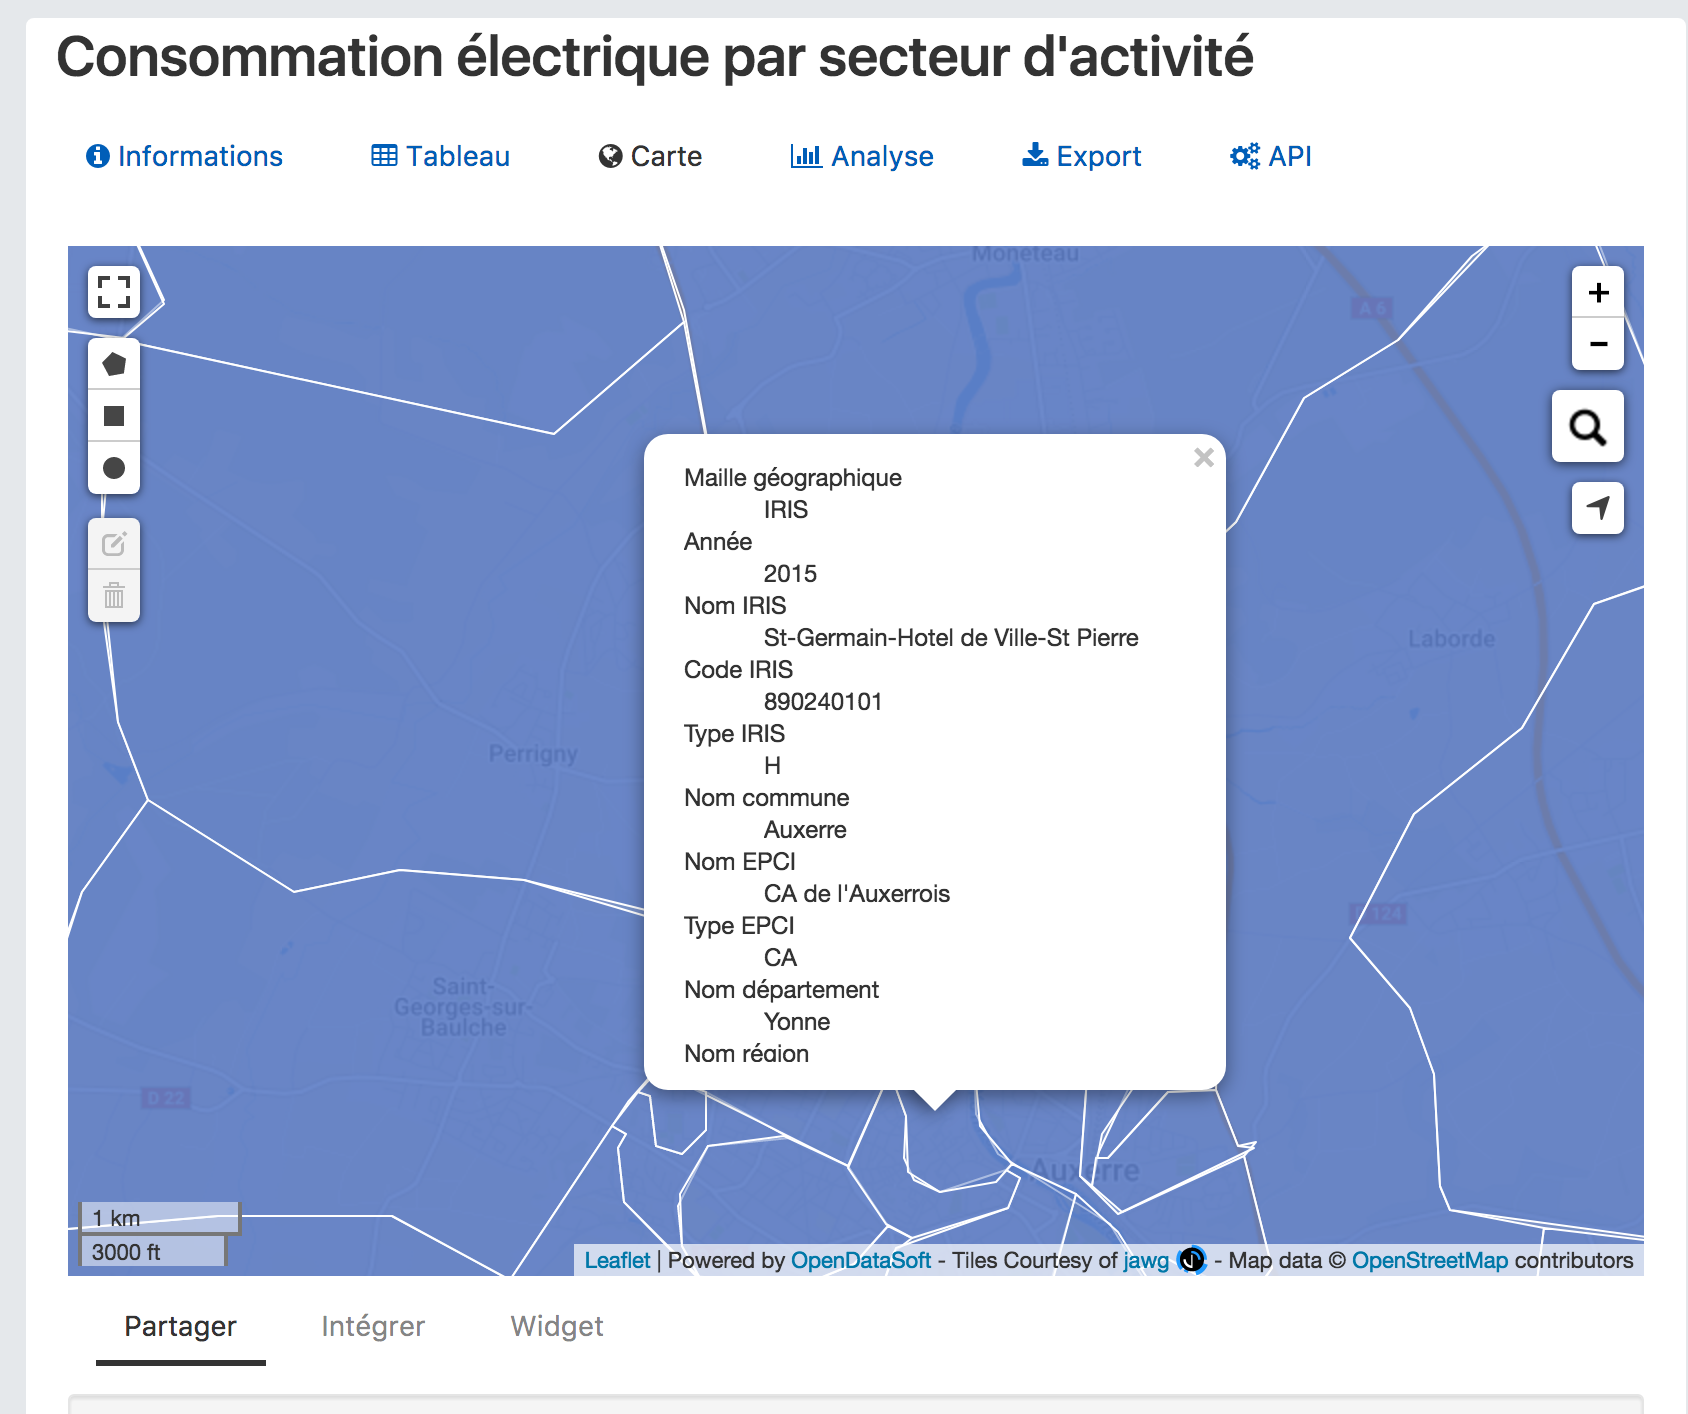 Consommation électrique par secteur d'activité
Informations
Tableau
Carte
Analyse
Export
API
Moneteau
A 6
+
−
×
Maille géographique
IRIS
Année
2015
Nom IRIS
St-Germain-Hotel de Ville-St Pierre
Code IRIS
890240101
Type IRIS
H
Nom commune
Auxerre
Nom EPCI
CA de l'Auxerrois
Type EPCI
CA
Nom département
Yonne
Nom région
Laborde
Perrigny
124
Saint-
Georges-sur-
Baulche
D 22
Auxerre
1 km
3000 ft
Leaflet | Powered by OpenDataSoft - Tiles Courtesy of jawg - Map data © OpenStreetMap contributors
Partager
Intégrer
Widget